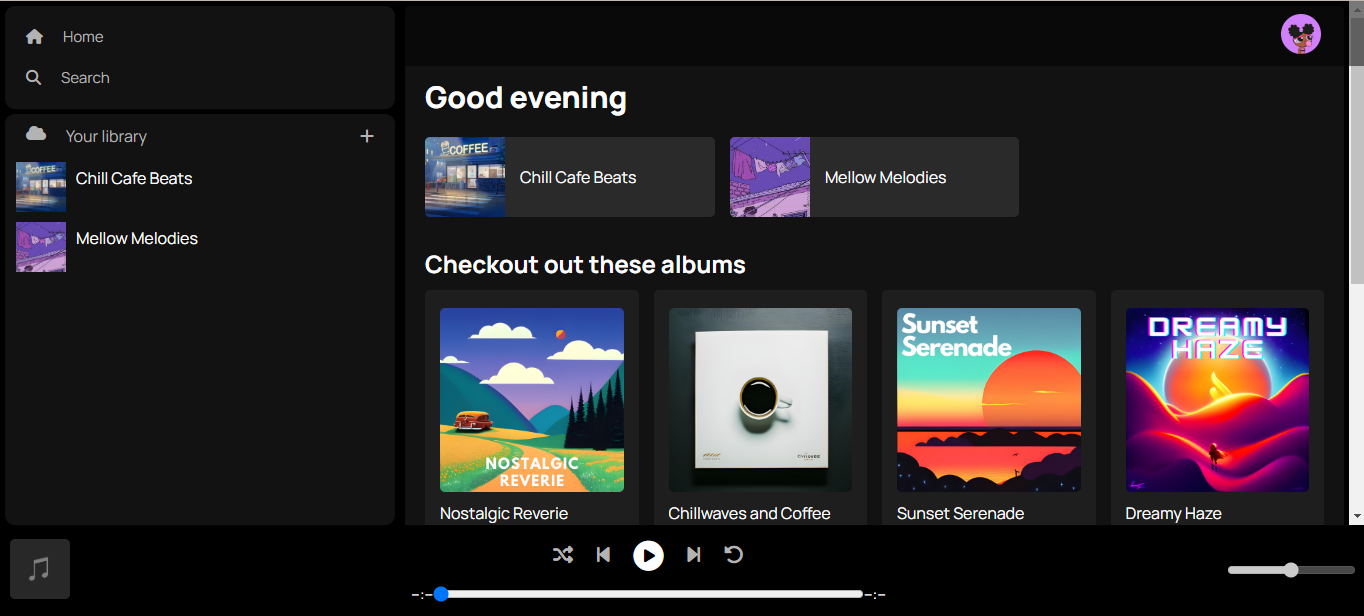 Home
Search
Your library
+
Chill Cafe Beats
Mellow Melodies
Good evening
COFFEE
Chill Cafe Beats
Mellow Melodies
Checkout out these albums
NOSTALGIC
REVERIE
Sunset
Serenade
DREAMY
HAZE
Nostalgic Reverie
Chillwaves and Coffee
Sunset Serenade
Dreamy Haze
-:-
-:-